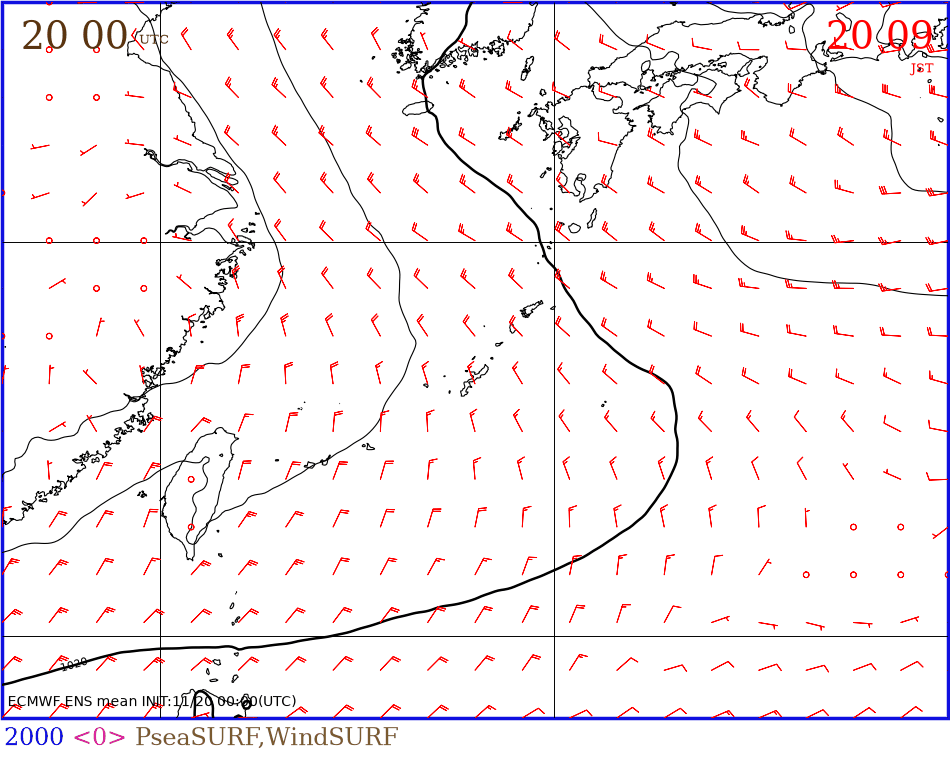 20 00 UTC
20 09
JST
1020
ECMWF ENS mean INIT:11/20 00:00(UTC)
2000 <0> PseaSURF,WindSURF